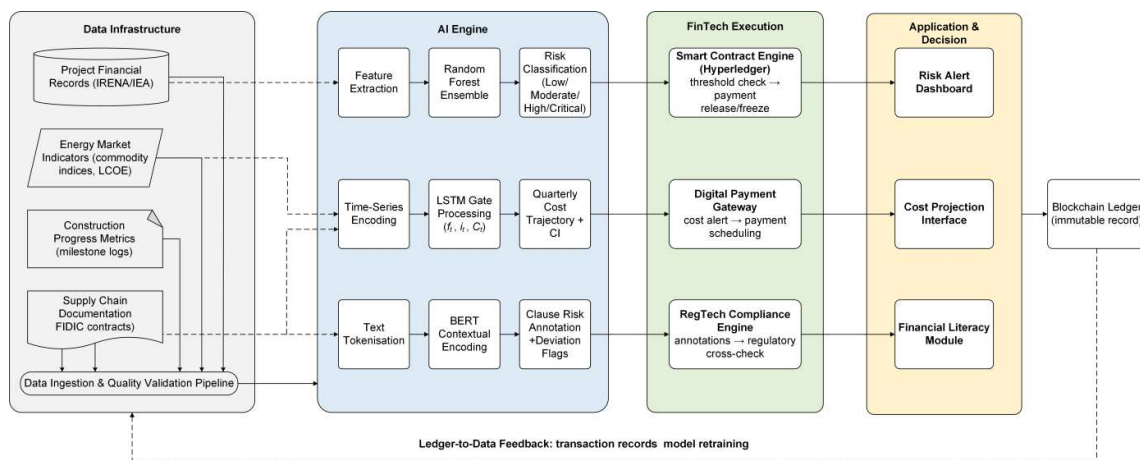 Data Infrastructure
Project Financial
Records (IRENA/IEA)
Energy Market
Indicators (commodity
indices, LCOE)
Construction
Progress Metrics
(milestone logs)
Supply Chain
Documentation
FIDIC contracts)
Data Ingestion & Quality Validation Pipeline
AI Engine
Feature
Extraction
Random
Forest
Ensemble
Risk
Classification
(Low/
Moderate/
High/Critical)
Time-Series
Encoding
LSTM Gate
Processing
(fₜ, iₜ, Cₜ)
Quarterly
Cost
Trajectory +
CI
Text
Tokenisation
BERT
Contextual
Encoding
Clause Risk
Annotation
+Deviation
Flags
FinTech Execution
Smart Contract Engine
(Hyperledger)
threshold check →
payment
release/freeze
Digital Payment
Gateway
cost alert → payment
scheduling
RegTech Compliance
Engine
annotations → regulatory
cross-check
Application &
Decision
Risk Alert
Dashboard
Cost Projection
Interface
Financial Literacy
Module
Blockchain Ledger
(immutable record)
Ledger-to-Data Feedback: transaction records model retraining